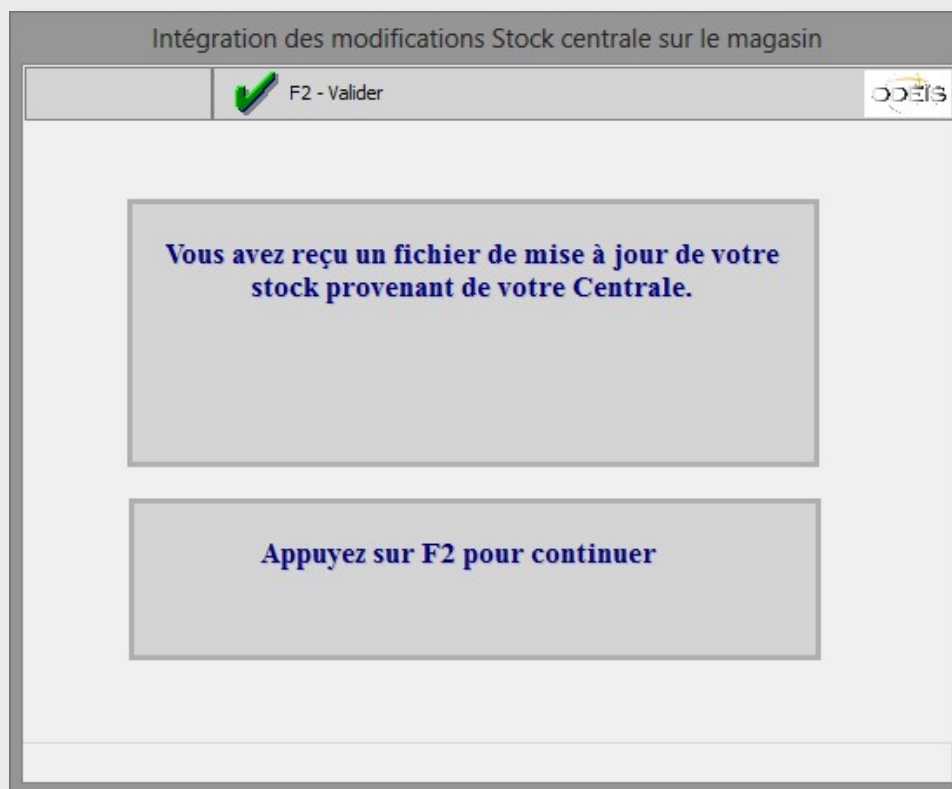 Intégration des modifications Stock centrale sur le magasin
F2 - Valider
ODEIS
Vous avez reçu un fichier de mise à jour de votre
stock provenant de votre Centrale.
Appuyez sur F2 pour continuer